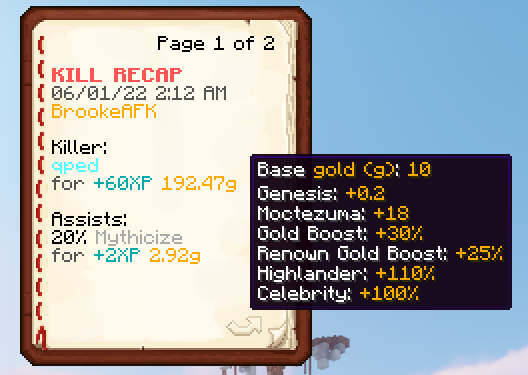 Page 1 of 2
KILL RECAP
06/01/22 2:12 AM
BrookeAFK
Killer:
qped
for +60XP 192.47g
Assists:
20% Mythicize
for +2XP 2.92g
Base gold (g): 10
Genesis: +0.2
Moctezuma: +18
Gold Boost: +30%
Renown Gold Boost: +25%
Highlander: +110%
Celebrity: +100%